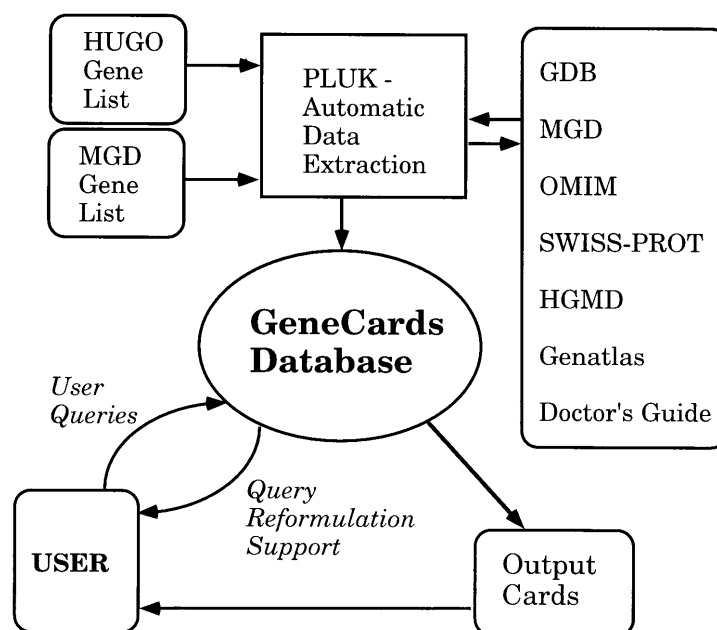 HUGO
Gene
List
MGD
Gene
List
PLUK -
Automatic
Data
Extraction
GDB
MGD
OMIM
SWISS-PROT
HGMD
Genatlas
Doctor's Guide
GeneCards
Database
User
Queries
Query
Reformulation
Support
USER
Output
Cards